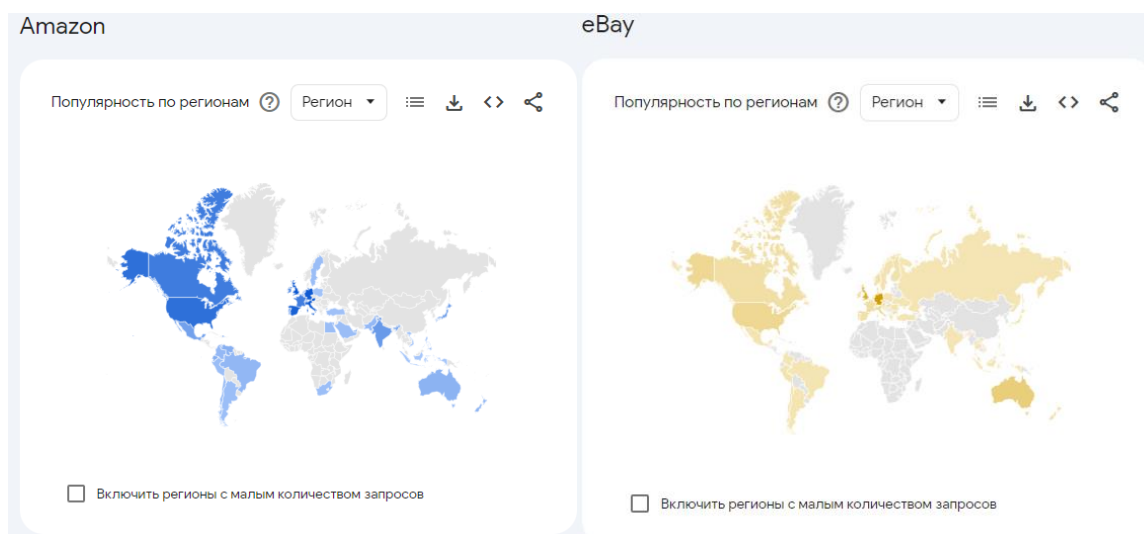 Amazon
eBay
Популярность по регионам
Регион
Популярность по регионам
Регион
Включить регионы с малым количеством запросов
Включить регионы с малым количеством запросов